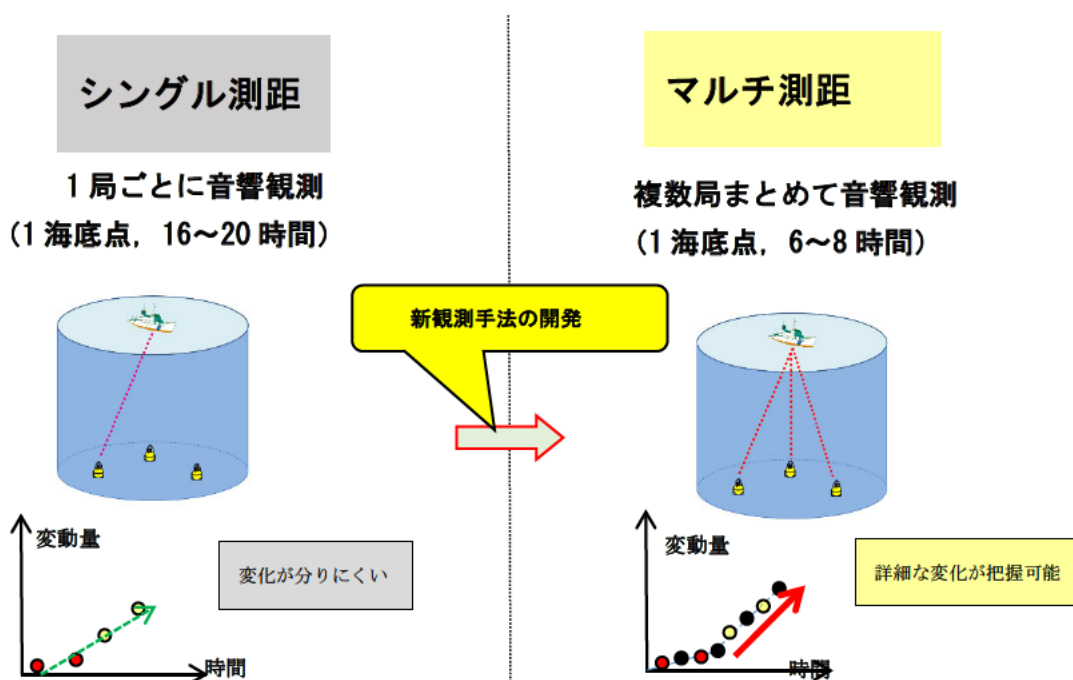 シングル測距
1局ごとに音響観測
(1海底点, 16～20時間)
変動量
変化が分りにくい
時間
新観測手法の開発
マルチ測距
複数局まとめて音響観測
(1海底点, 6～8時間)
変動量
詳細な変化が把握可能
時間